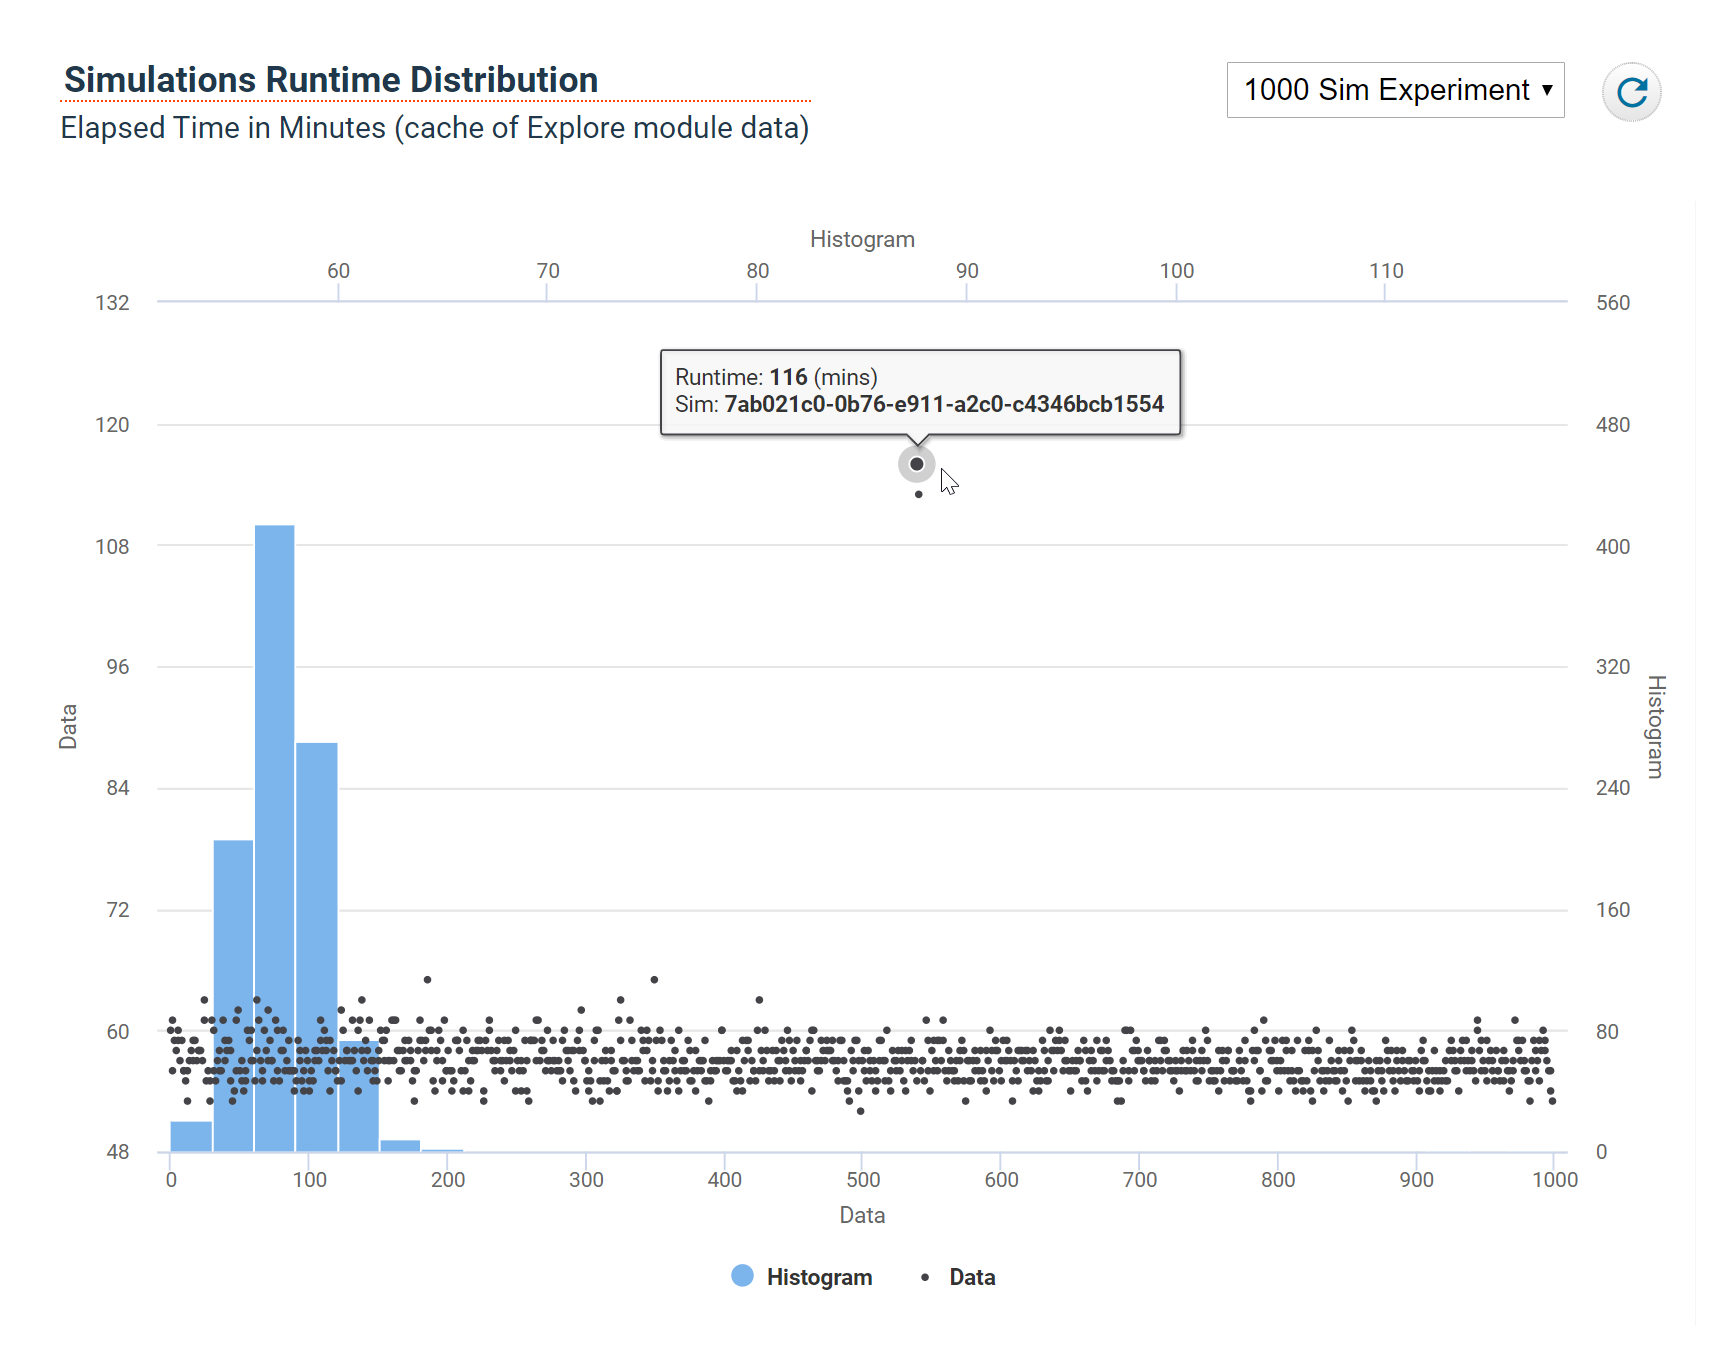 Simulations Runtime Distribution
Elapsed Time in Minutes (cache of Explore module data)
1000 Sim Experiment
Histogram
60 70 80 90 100 110
132 560
Runtime: 116 (mins)
Sim: 7ab021c0-0b76-e911-a2c0-c4346bcb1554
120 480
108 400
96 320
Data
Histogram
84 240
72 160
60 80
48 0
0 100 200 300 400 500 600 700 800 900 1000
Data
Histogram Data